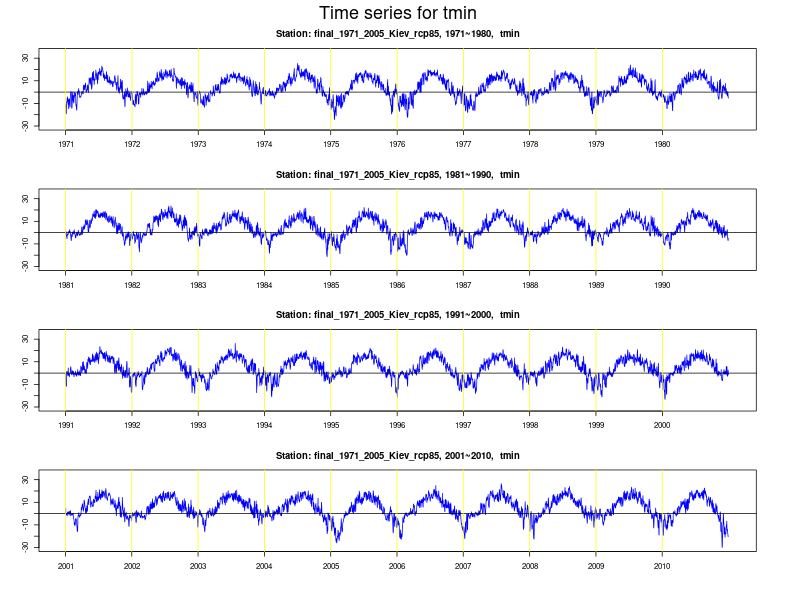 Time series for tmin
Station: final_1971_2005_Kiev_rcp85, 1971~1980,  tmin
30
10
-10
-30
1971 1972 1973 1974 1975 1976 1977 1978 1979 1980
Station: final_1971_2005_Kiev_rcp85, 1981~1990,  tmin
30
10
-10
-30
1981 1982 1983 1984 1985 1986 1987 1988 1989 1990
Station: final_1971_2005_Kiev_rcp85, 1991~2000,  tmin
30
10
-10
-30
1991 1992 1993 1994 1995 1996 1997 1998 1999 2000
Station: final_1971_2005_Kiev_rcp85, 2001~2010,  tmin
30
10
-10
-30
2001 2002 2003 2004 2005 2006 2007 2008 2009 2010